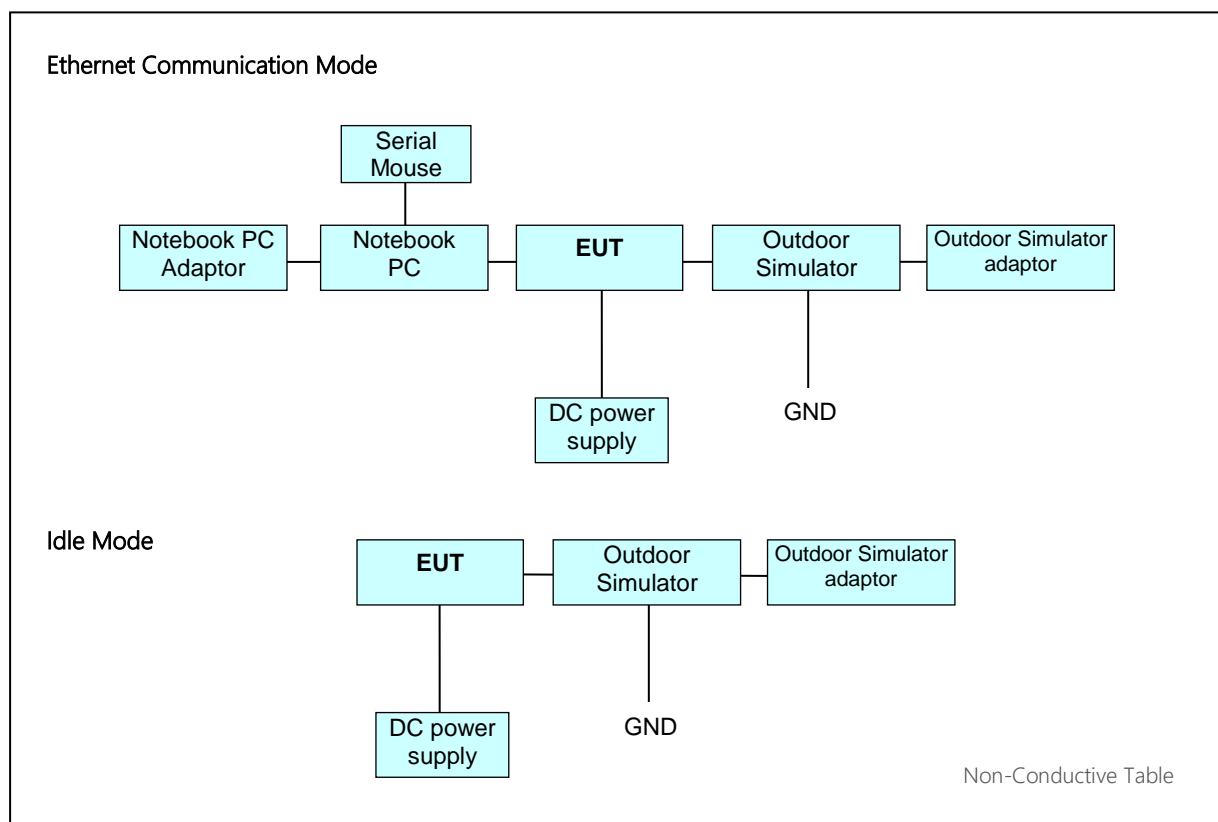 Ethernet Communication Mode
Serial
Mouse
Notebook PC
Adaptor
Notebook
PC
EUT
Outdoor
Simulator
Outdoor Simulator
adaptor
DC power
supply
GND
Idle Mode
EUT
Outdoor
Simulator
Outdoor Simulator
adaptor
DC power
supply
GND
Non-Conductive Table